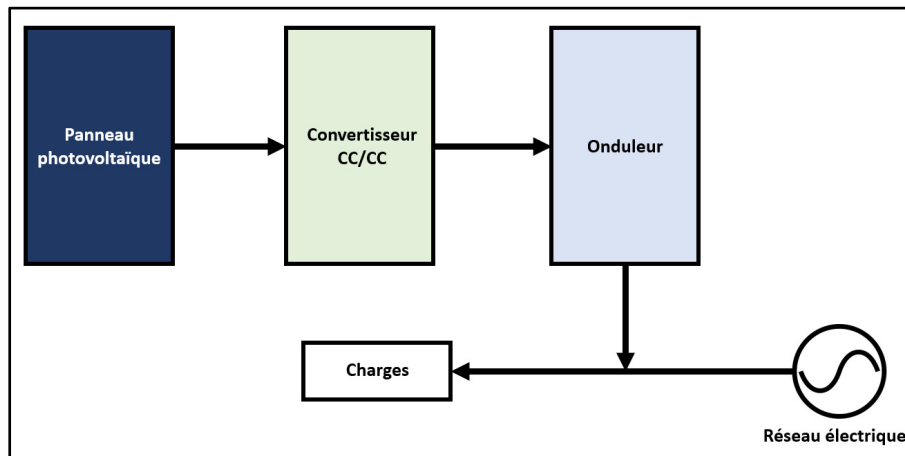 Panneau
photovoltaïque
Convertisseur
CC/CC
Onduleur
Charges
Réseau électrique